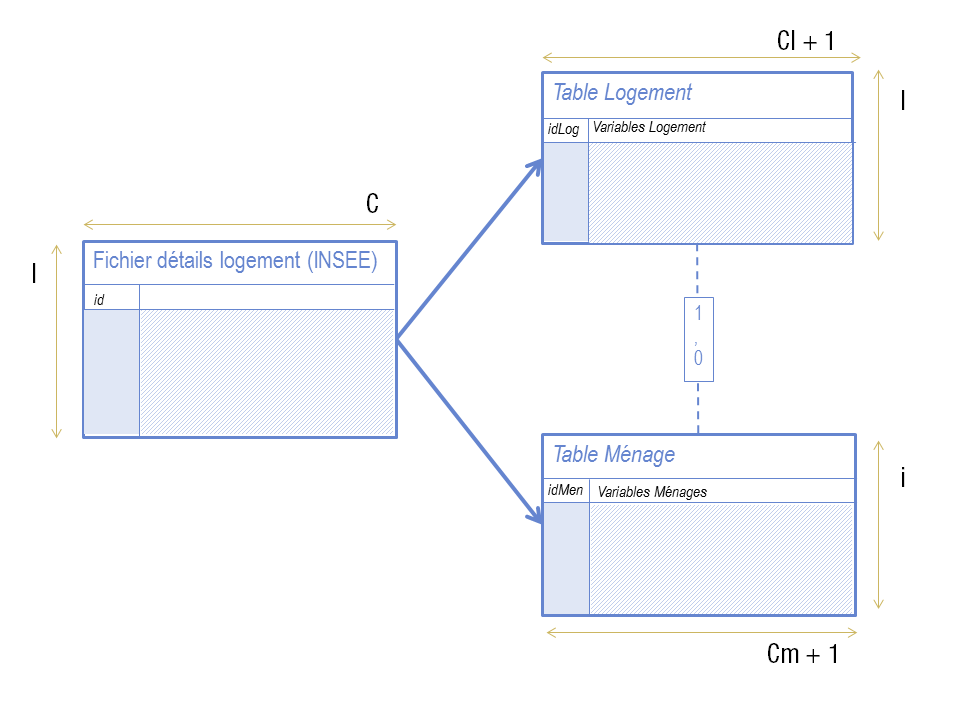 Cl + 1
Table Logement
l
idLog Variables Logement
C
Fichier détails logement (INSEE)
l
id
1
,
0
Table Ménage
i
idMen Variables Ménages
Cm + 1